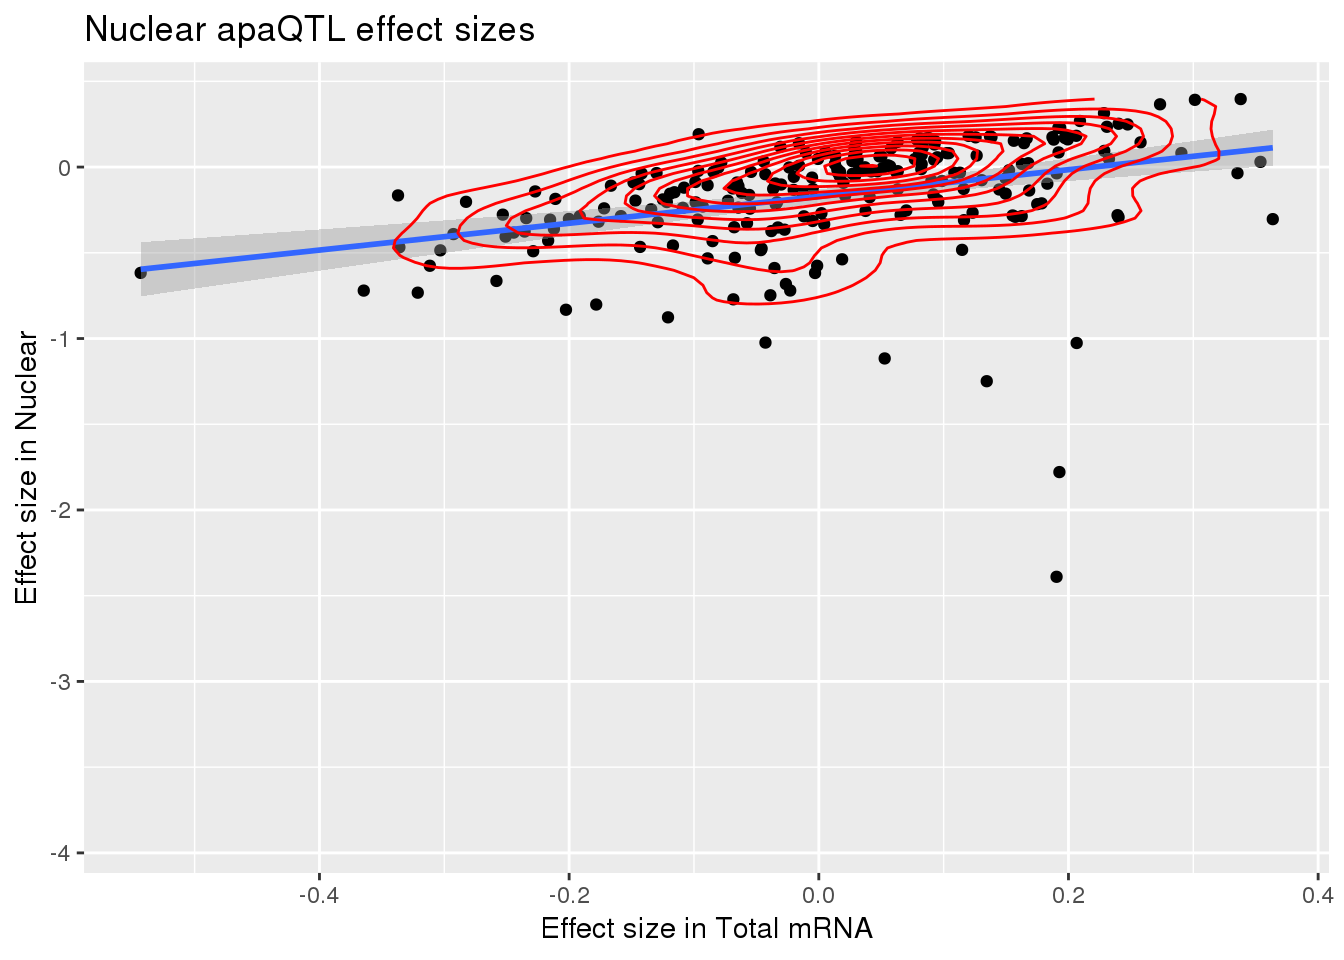 Nuclear apaQTL effect sizes
Effect size in Nuclear
0
-1
-2
-3
-4
-0.4 -0.2 0.0 0.2 0.4
Effect size in Total mRNA